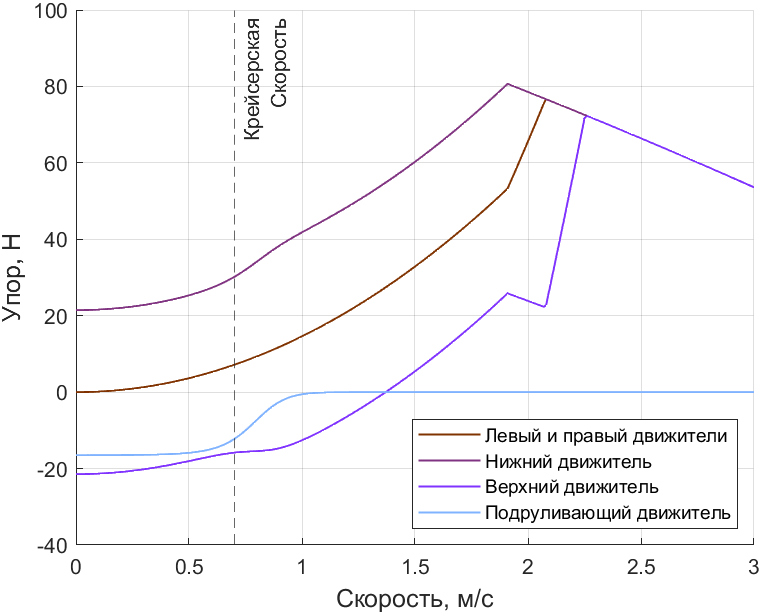 100
80
60
40
20
0
-20
-40
Упор, Н
Крейсерская
Скорость
Левый и правый движители
Нижний движитель
Верхний движитель
Подруливающий движитель
0
0.5
1
1.5
2
2.5
3
Скорость, м/с